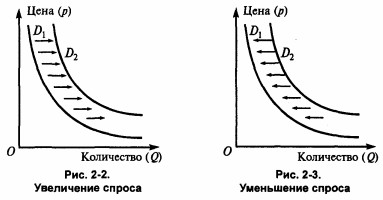 Цена (p)
D1
D2
O
Количество (Q)
Рис. 2-2.
Увеличение спроса
Цена (p)
D1
D2
O
Количество (Q)
Рис. 2-3.
Уменьшение спроса